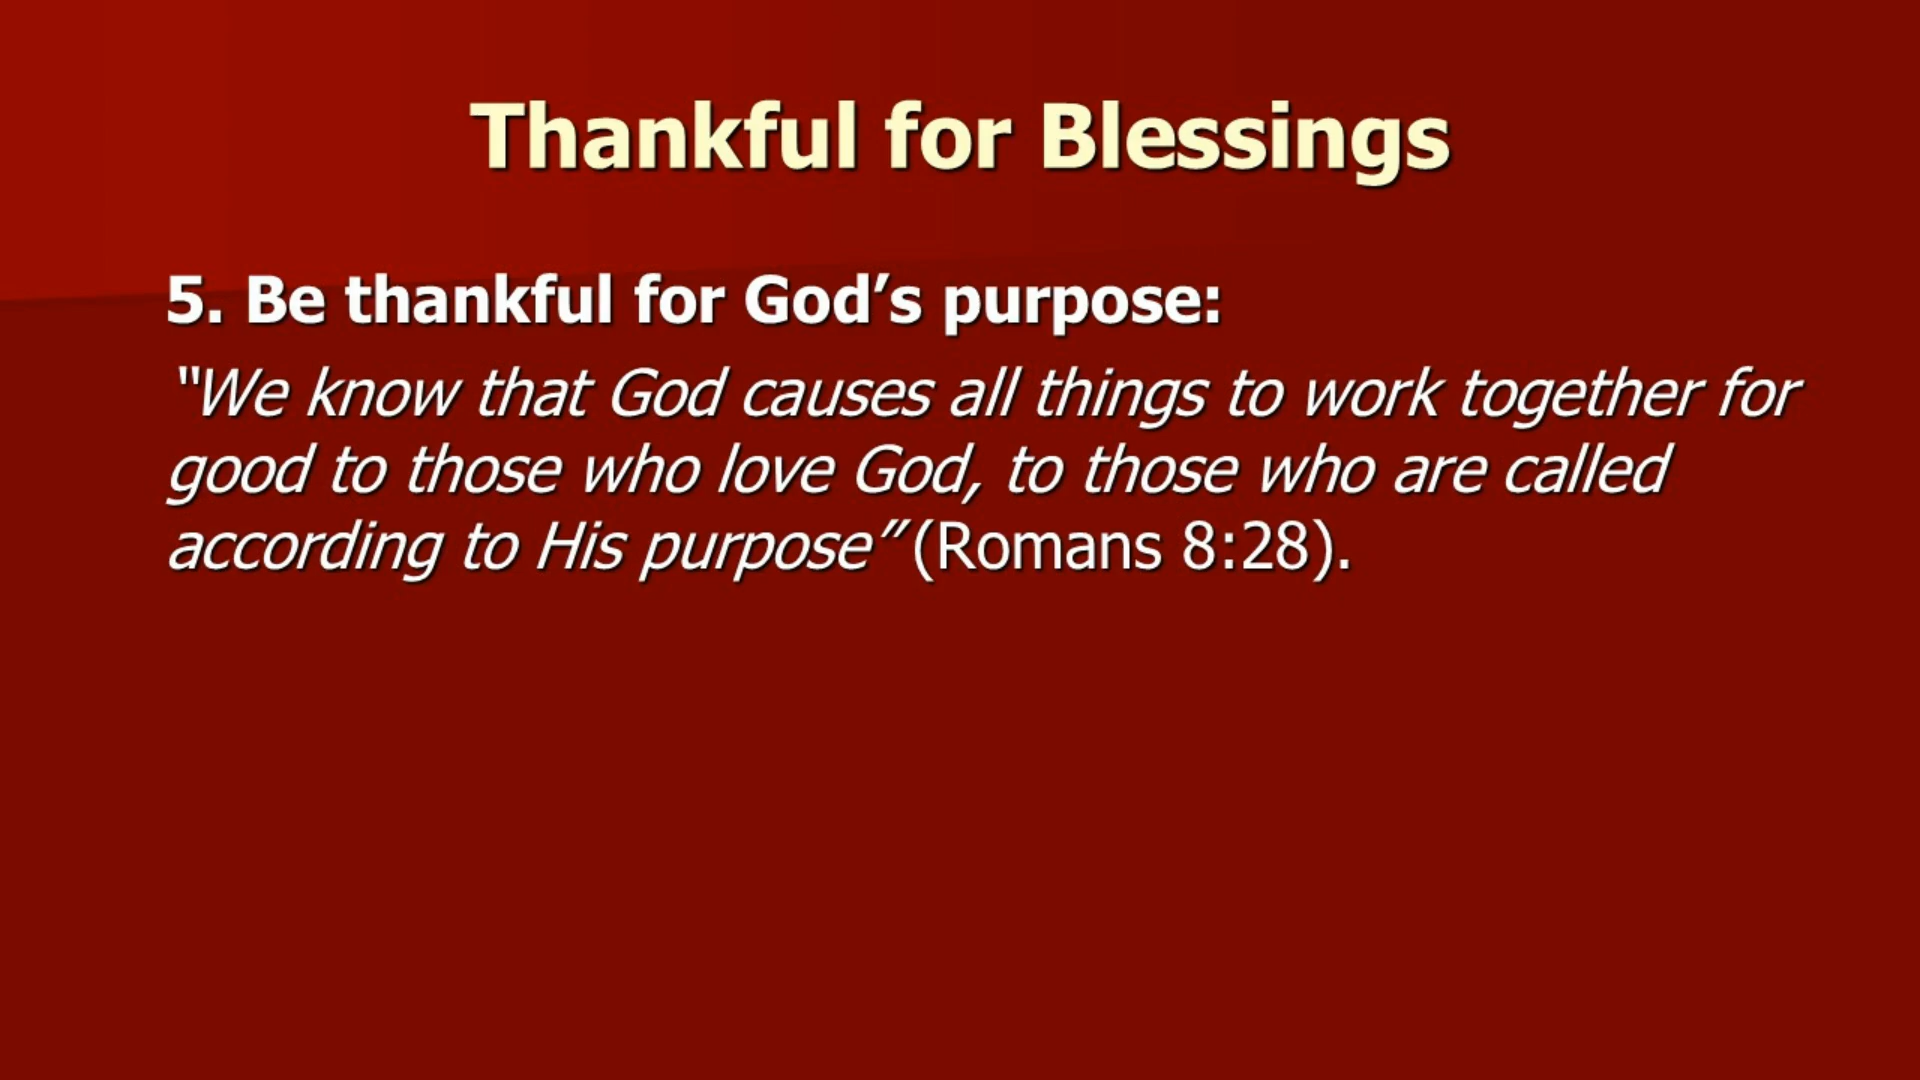 Thankful for Blessings
5. Be thankful for God’s purpose:
“We know that God causes all things to work together for
good to those who love God, to those who are called
according to His purpose” (Romans 8:28).